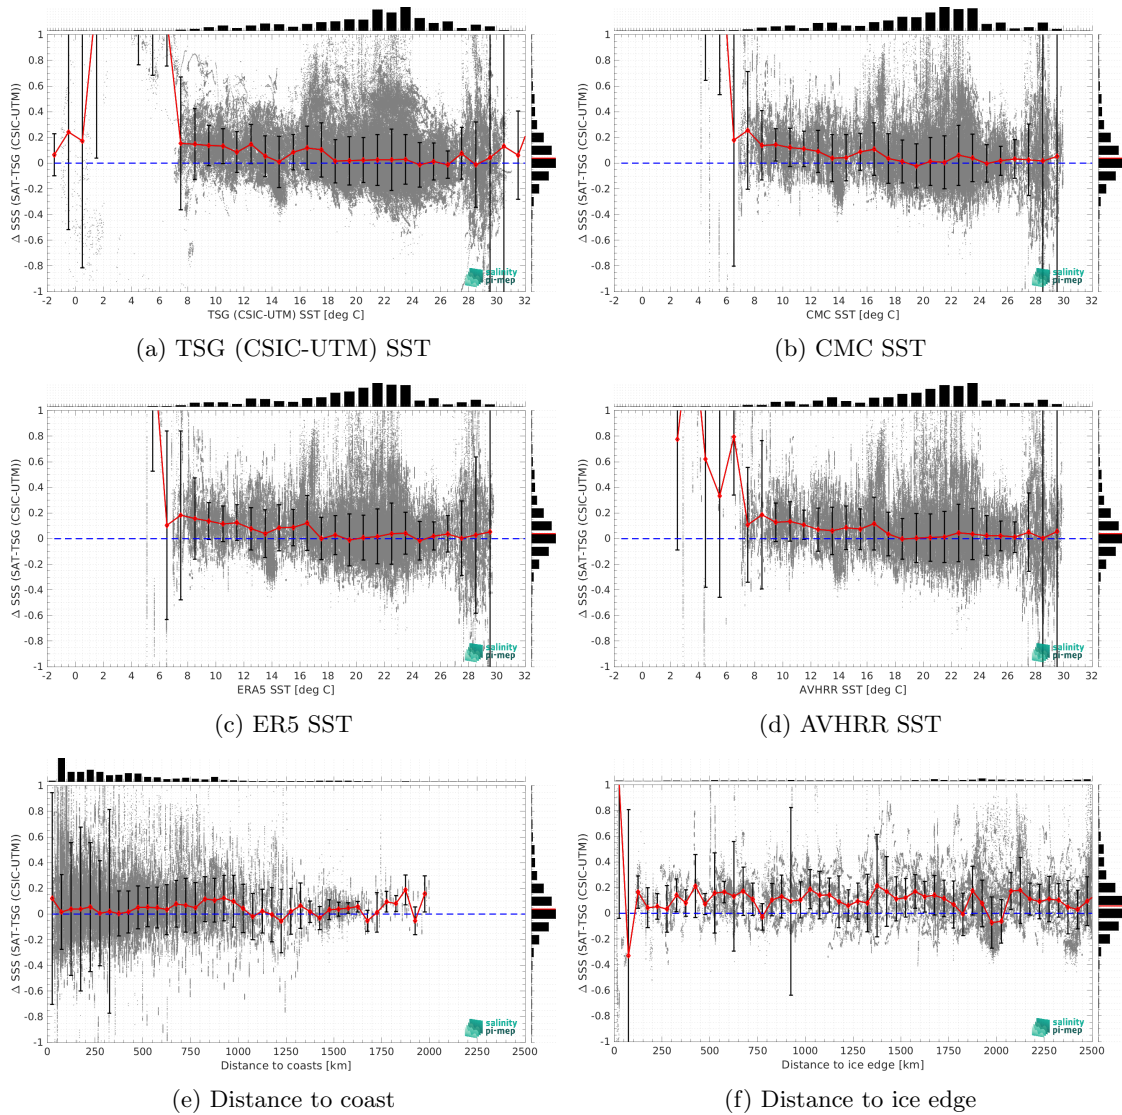 1
0.8
0.6
0.4
0.2
0
-0.2
-0.4
-0.6
-0.8
-1
Δ SSS (SAT-TSG (CSIC-UTM))
salinity
pi-mep
-2 0 2 4 6 8 10 12 14 16 18 20 22 24 26 28 30 32
TSG (CSIC-UTM) SST [deg C]
(a) TSG (CSIC-UTM) SST
1
0.8
0.6
0.4
0.2
0
-0.2
-0.4
-0.6
-0.8
-1
Δ SSS (SAT-TSG (CSIC-UTM))
salinity
pi-mep
-2 0 2 4 6 8 10 12 14 16 18 20 22 24 26 28 30 32
CMC SST [deg C]
(b) CMC SST
1
0.8
0.6
0.4
0.2
0
-0.2
-0.4
-0.6
-0.8
-1
Δ SSS (SAT-TSG (CSIC-UTM))
salinity
pi-mep
-2 0 2 4 6 8 10 12 14 16 18 20 22 24 26 28 30 32
ERA5 SST [deg C]
(c) ER5 SST
1
0.8
0.6
0.4
0.2
0
-0.2
-0.4
-0.6
-0.8
-1
Δ SSS (SAT-TSG (CSIC-UTM))
salinity
pi-mep
-2 0 2 4 6 8 10 12 14 16 18 20 22 24 26 28 30 32
AVHRR SST [deg C]
(d) AVHRR SST
1
0.8
0.6
0.4
0.2
0
-0.2
-0.4
-0.6
-0.8
-1
Δ SSS (SAT-TSG (CSIC-UTM))
salinity
pi-mep
0 250 500 750 1000 1250 1500 1750 2000 2250 2500
Distance to coasts [km]
(e) Distance to coast
1
0.8
0.6
0.4
0.2
0
-0.2
-0.4
-0.6
-0.8
-1
Δ SSS (SAT-TSG (CSIC-UTM))
salinity
pi-mep
0 250 500 750 1000 1250 1500 1750 2000 2250 2500
Distance to ice edge [km]
(f) Distance to ice edge